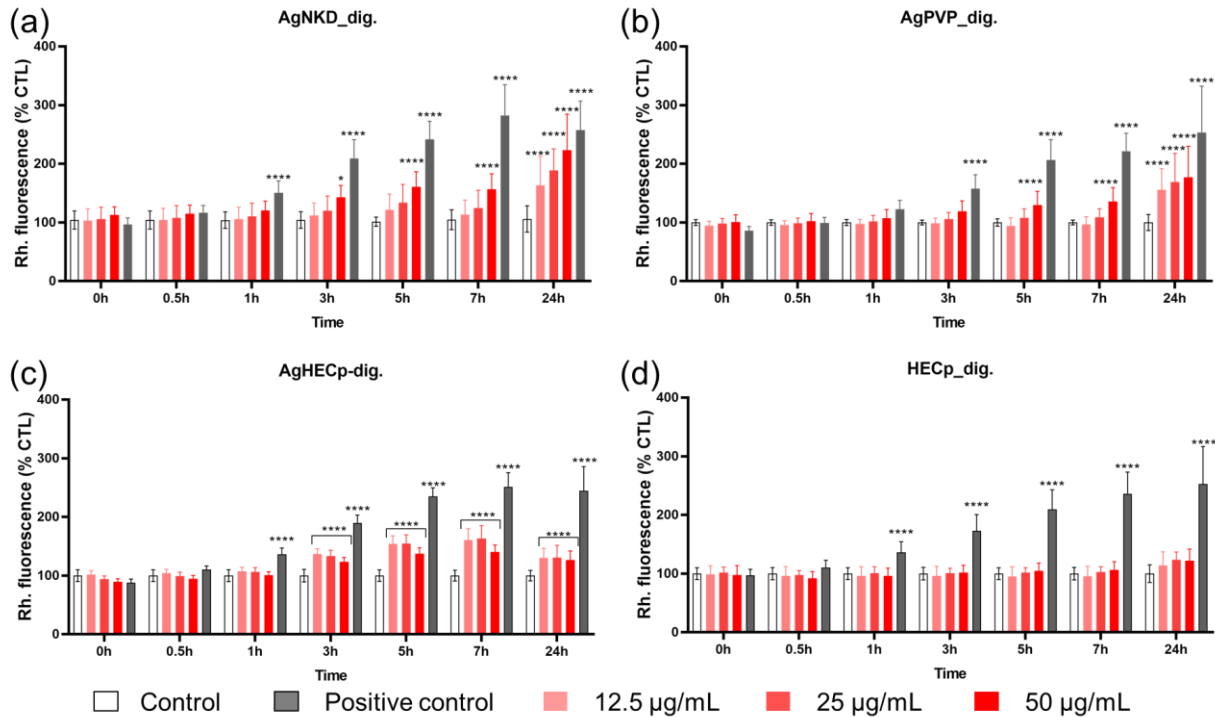 (a)
AgNKD_dig.
Rh. fluorescence (% CTL)
400
300
200
100
0
****
*
****
****
****
****
****
****
****
****
****
0h 0.5h 1h 3h 5h 7h 24h
Time
(b)
AgPVP_dig.
Rh. fluorescence (% CTL)
400
300
200
100
0
****
****
****
****
****
****
****
****
****
0h 0.5h 1h 3h 5h 7h 24h
Time
(c)
AgHECp-dig.
Rh. fluorescence (% CTL)
400
300
200
100
0
****
****
****
****
****
****
****
****
****
0h 0.5h 1h 3h 5h 7h 24h
Time
(d)
HECp_dig.
Rh. fluorescence (% CTL)
400
300
200
100
0
****
****
****
****
****
0h 0.5h 1h 3h 5h 7h 24h
Time
Control Positive control 12.5 µg/mL 25 µg/mL 50 µg/mL